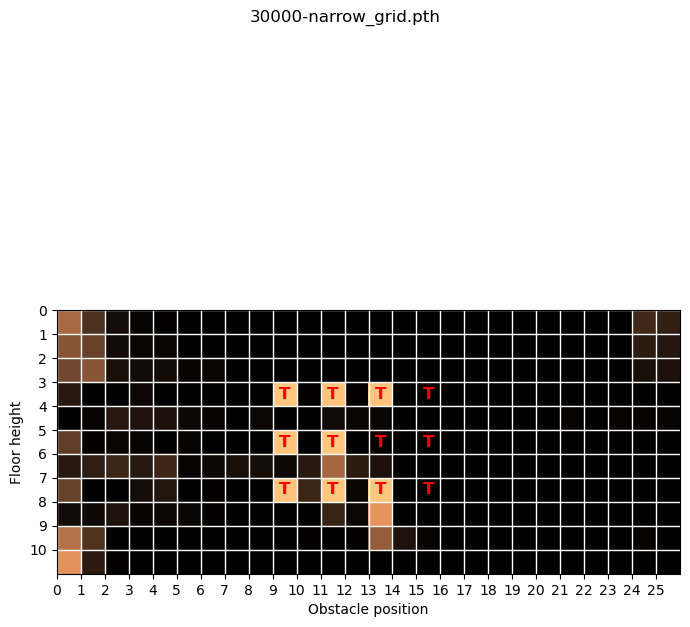 30000-narrow_grid.pth
0
1
2
3
T T T T
4
5
T T T T
6
7
T T T T
8
9
10
Floor height
0 1 2 3 4 5 6 7 8 9 10 11 12 13 14 15 16 17 18 19 20 21 22 23 24 25
Obstacle position